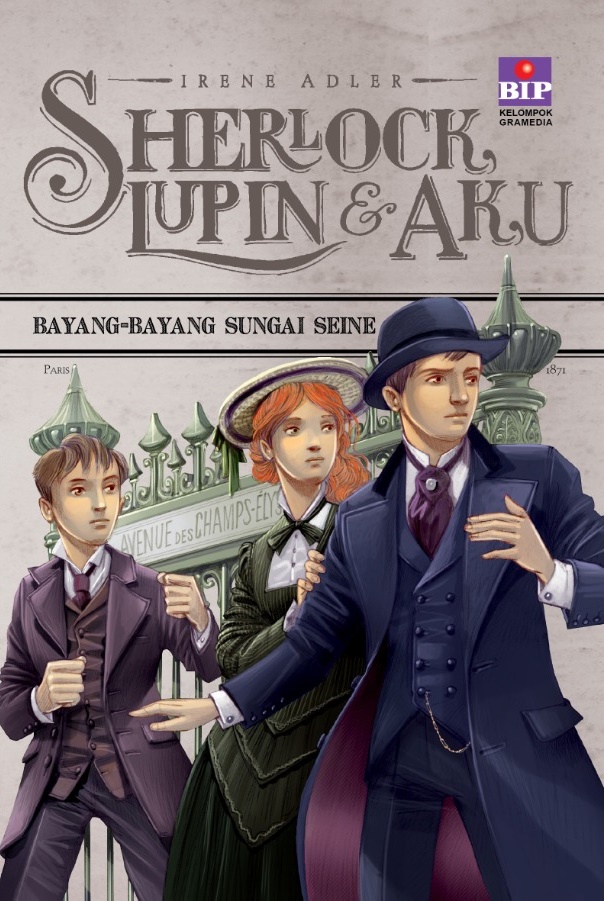 IRENE ADLER
SHERLOCK,
LUPIN & AKU
BIP
KELOMPOK
GRAMEDIA
BAYANG-BAYANG SUNGAI SEINE
PARIS
1871
AVENUE DES CHAMPS-ÉLYS